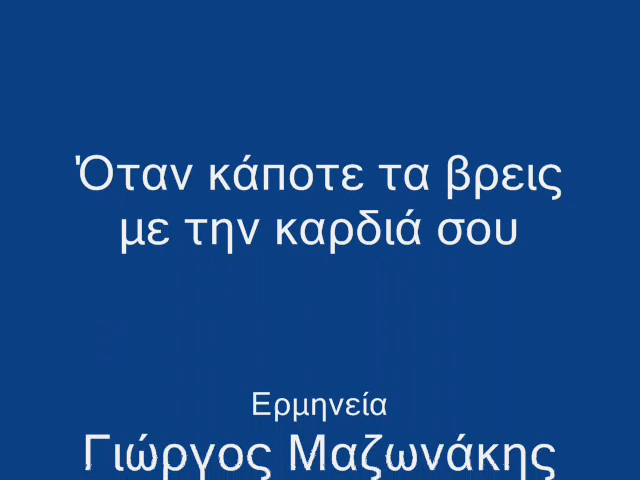 Όταν κάποτε τα βρεις
με την καρδιά σου
Ερμηνεία
Γιώργος Μαζωνάκης